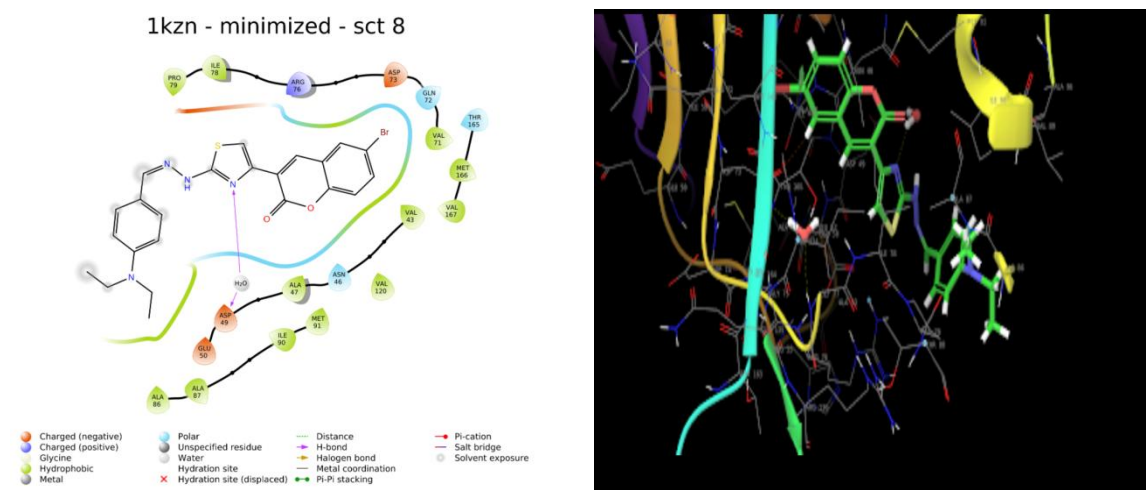 1kzn - minimized - sct 8
PRO
79
ILE
78
ARG
76
ASP
73
GLN
72
VAL
71
THR
165
MET
166
VAL
167
VAL
43
ASN
46
ALA
47
VAL
120
ASP
49
GLU
50
MET
91
ILE
90
ALA
87
ALA
86
S
N
N
H
N
O
O
Br
N
H₂O
Charged (negative)
Charged (positive)
Glycine
Hydrophobic
Metal
Polar
Unspecified residue
Water
Hydration site
Hydration site (displaced)
Distance
H-bond
Halogen bond
Metal coordination
Pi-Pi stacking
Pi-cation
Salt bridge
Solvent exposure